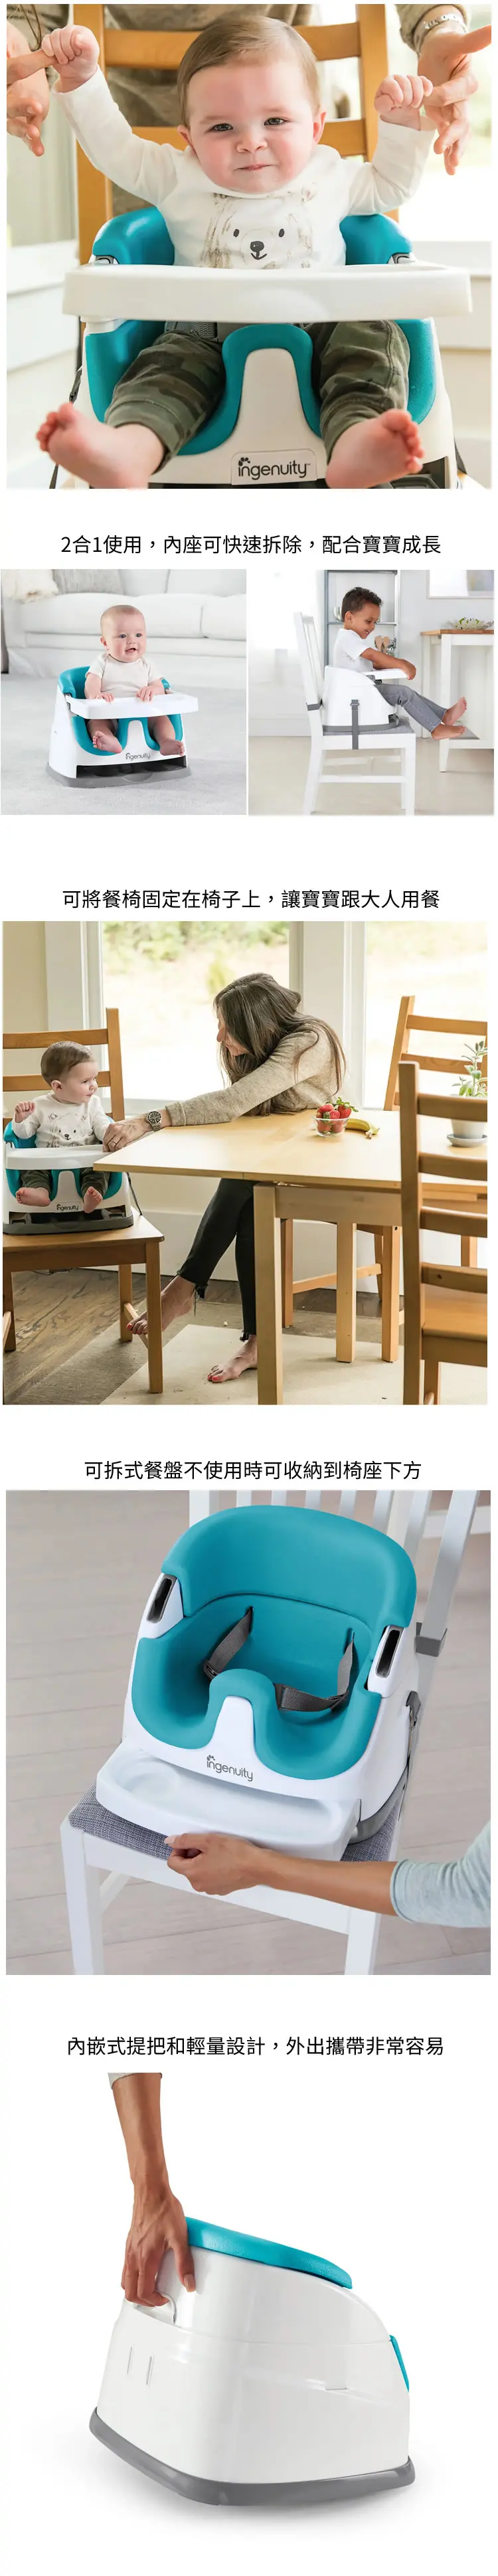 ingenuity™
2合1使用，內座可快速拆除，配合寶寶成長
ingenuity
可將餐椅固定在椅子上，讓寶寶跟大人用餐
ingenuity
可拆式餐盤不使用時可收納到椅座下方
ingenuity
內嵌式提把和輕量設計，外出攜帶非常容易